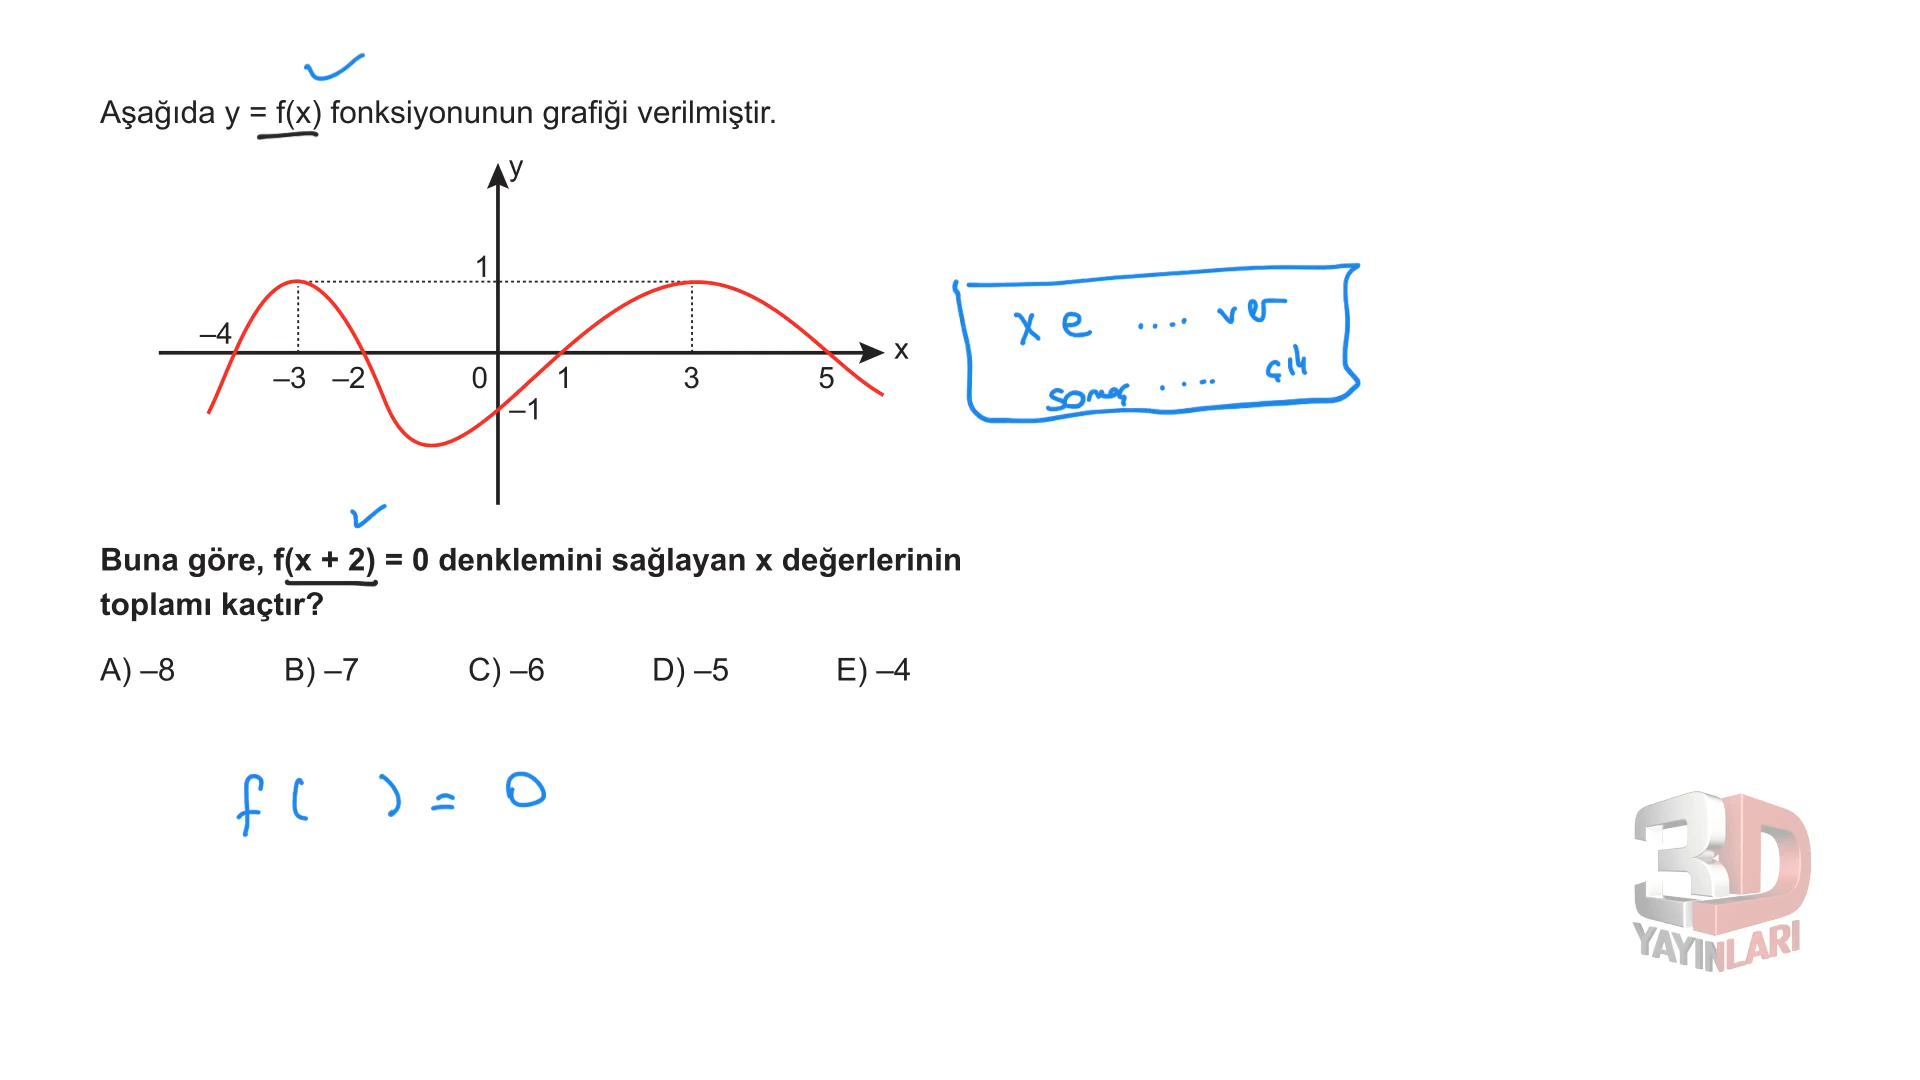 Aşağıda y = f(x) fonksiyonunun grafiği verilmiştir.
y
1
–4
x
–3 –2 0 1 3 5
–1
x e .... ver
sonuç .... çık
Buna göre, f(x + 2) = 0 denklemini sağlayan x değerlerinin
toplamı kaçtır?
A) –8 B) –7 C) –6 D) –5 E) –4
f( ) = 0
3D
YAYINLARI